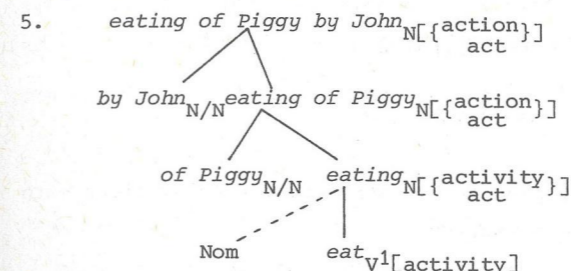 5. eating of Piggy by John N[{action act}]
by John N/N eating of Piggy N[{action act}]
of Piggy N/N eating N[{activity act}]
Nom eat V1[activity]